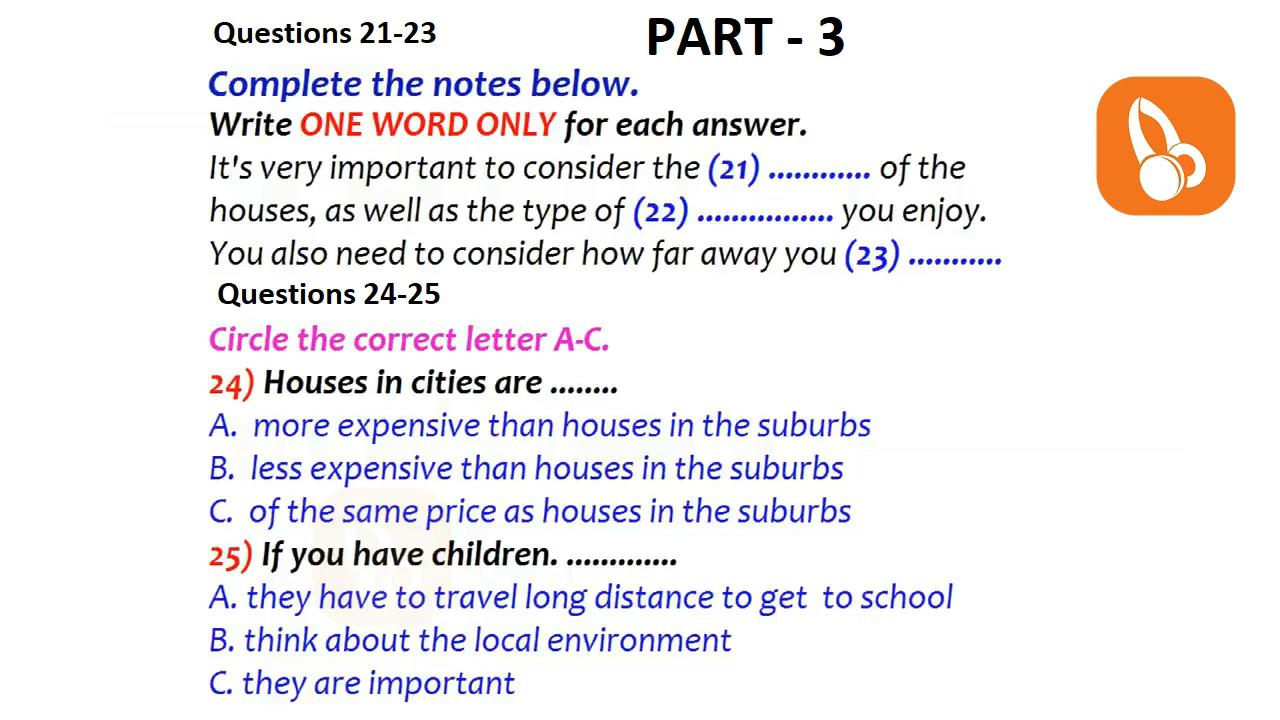 Questions 21-23
PART - 3
Complete the notes below.
Write ONE WORD ONLY for each answer.
It's very important to consider the (21) ............ of the
houses, as well as the type of (22) ................ you enjoy.
You also need to consider how far away you (23) ...........
Questions 24-25
Circle the correct letter A-C.
24) Houses in cities are ........
A. more expensive than houses in the suburbs
B. less expensive than houses in the suburbs
C. of the same price as houses in the suburbs
25) If you have children. .............
A. they have to travel long distance to get to school
B. think about the local environment
C. they are important